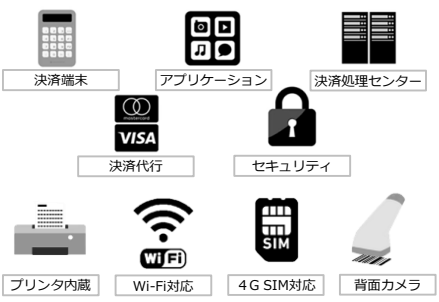 決済端末
アプリケーション
決済処理センター
mastercard
VISA
決済代行
セキュリティ
Wi Fi
SIM
プリンタ内蔵
Wi-Fi対応
4G SIM対応
背面カメラ